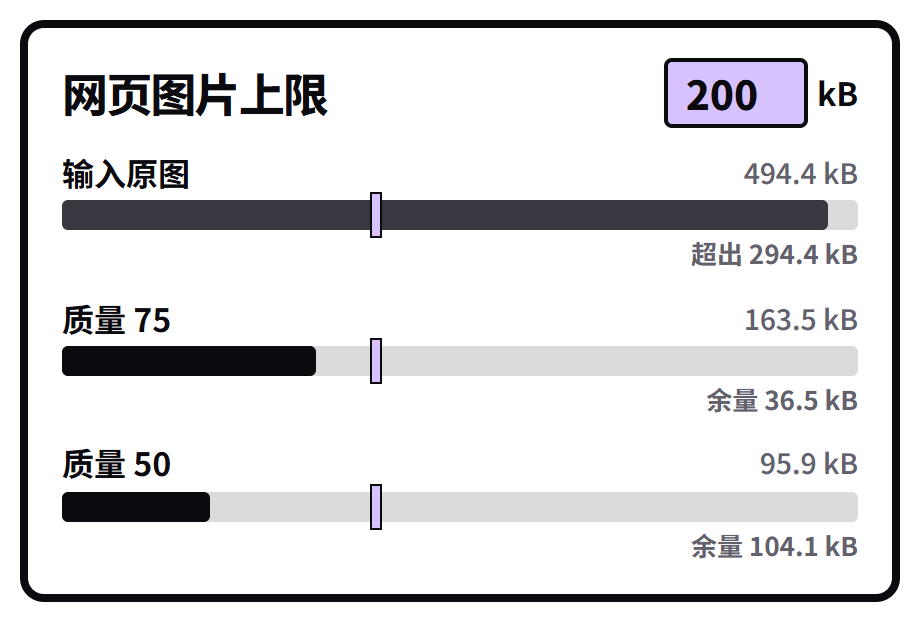 网页图片上限 200 kB
输入原图 494.4 kB
超出 294.4 kB
质量 75 163.5 kB
余量 36.5 kB
质量 50 95.9 kB
余量 104.1 kB